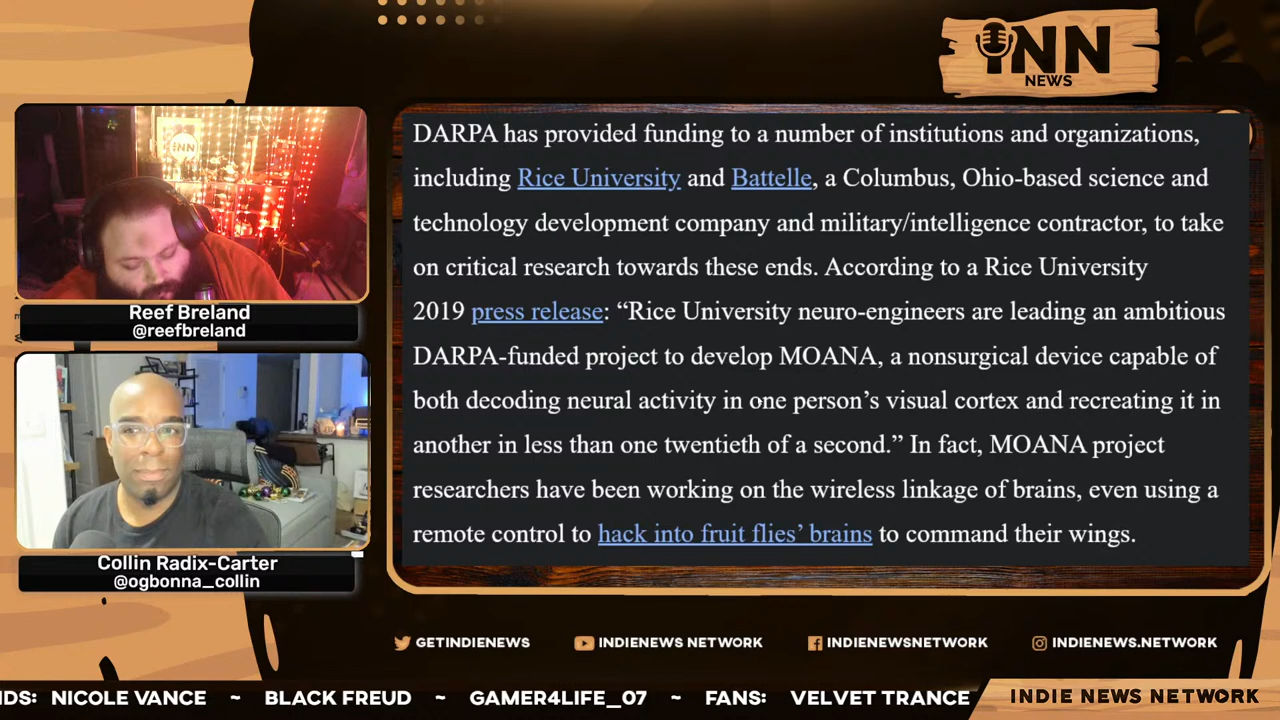 INN
NEWS
DARPA has provided funding to a number of institutions and organizations,
including Rice University and Battelle, a Columbus, Ohio-based science and
technology development company and military/intelligence contractor, to take
on critical research towards these ends. According to a Rice University
2019 press release: “Rice University neuro-engineers are leading an ambitious
DARPA-funded project to develop MOANA, a nonsurgical device capable of
both decoding neural activity in one person’s visual cortex and recreating it in
another in less than one twentieth of a second.” In fact, MOANA project
researchers have been working on the wireless linkage of brains, even using a
remote control to hack into fruit flies’ brains to command their wings.
INN
Reef Breland
@reefbreland
Collin Radix-Carter
@ogbonna_collin
GETINDIENEWS INDIENEWS NETWORK INDIENEWSNETWORK INDIENEWS.NETWORK
NDS: NICOLE VANCE ~ BLACK FREUD ~ GAMER4LIFE_07 ~ FANS: VELVET TRANCE
INDIE NEWS NETWORK